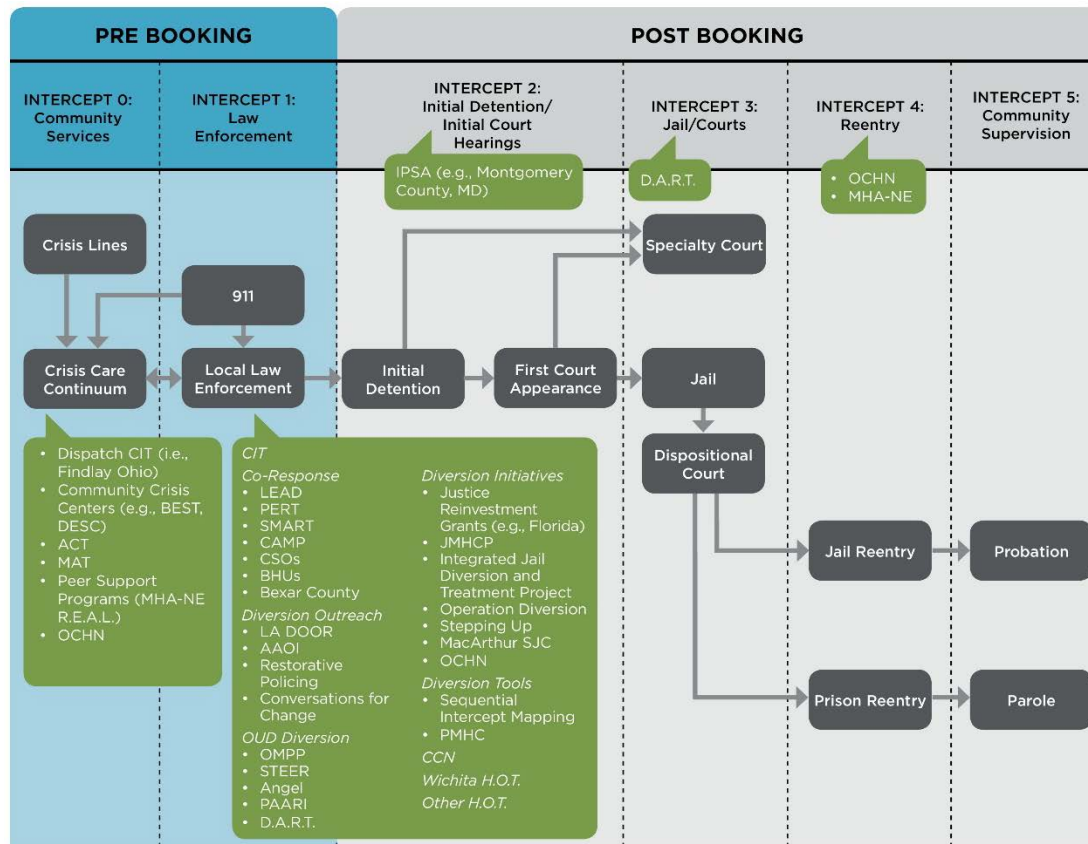 PRE BOOKING
POST BOOKING
INTERCEPT 0:
Community
Services
INTERCEPT 1:
Law
Enforcement
INTERCEPT 2:
Initial Detention/
Initial Court
Hearings
INTERCEPT 3:
Jail/Courts
INTERCEPT 4:
Reentry
INTERCEPT 5:
Community
Supervision
IPSA (e.g., Montgomery
County, MD)
D.A.R.T.
• OCHN
• MHA-NE
Crisis Lines
911
Specialty Court
Crisis Care
Continuum
Local Law
Enforcement
Initial
Detention
First Court
Appearance
Jail
Dispositional
Court
Jail Reentry
Probation
Prison Reentry
Parole
• Dispatch CIT (i.e.,
Findlay Ohio)
• Community Crisis
Centers (e.g., BEST,
DESC)
• ACT
• MAT
• Peer Support
Programs (MHA-NE
R.E.A.L.)
• OCHN
CIT
Co-Response
• LEAD
• PERT
• SMART
• CAMP
• CSOs
• BHUs
• Bexar County
Diversion Outreach
• LA DOOR
• AAOI
• Restorative
Policing
• Conversations for
Change
OUD Diversion
• OMPP
• STEER
• Angel
• PAARI
• D.A.R.T.
Diversion Initiatives
• Justice
Reinvestment
Grants (e.g., Florida)
• JMHCP
• Integrated Jail
Diversion and
Treatment Project
• Operation Diversion
• Stepping Up
• MacArthur SJC
• OCHN
Diversion Tools
• Sequential
Intercept Mapping
• PMHC
CCN
Wichita H.O.T.
Other H.O.T.